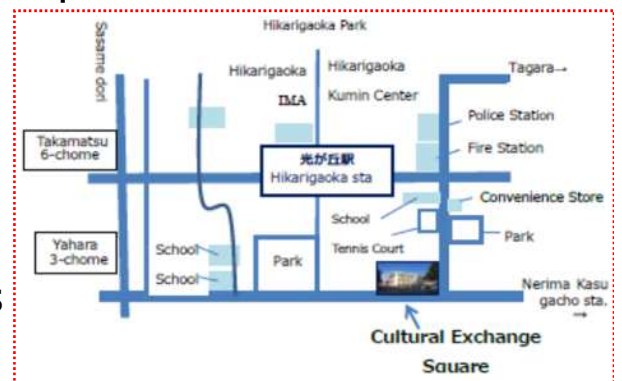 Hikarigaoka Park
Sasame dori
Hikarigaoka
IMA
Hikarigaoka
Kumin Center
Tagara→
Police Station
Fire Station
Takamatsu
6-chome
光が丘駅
Hikarigaoka sta
Convenience Store
School
Tennis Court
Park
Yahara
3-chome
School
School
Park
Nerima Kasu
gacho sta.
→
Cultural Exchange
Square